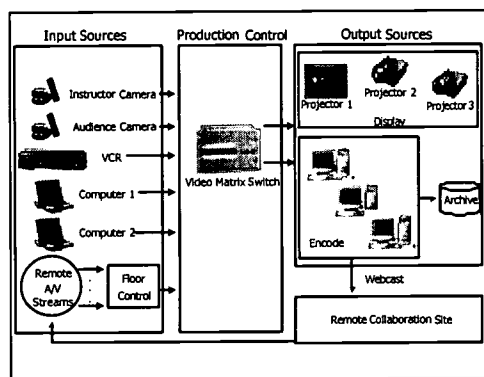 Input Sources
Production Control
Output Sources
Instructor Camera
Audience Camera
VCR
Computer 1
Computer 2
Remote
A/V
Streams
Floor
Control
Video Matrix Switch
Projector 1
Projector 2
Projector 3
Display
Encode
Archive
Webcast
Remote Collaboration Site